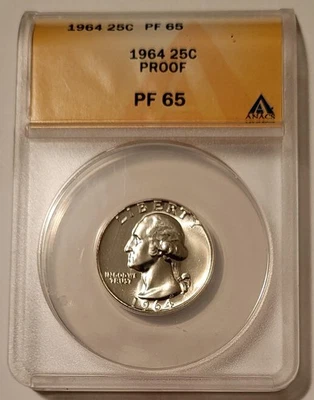 1964 25C PF 65
1964 25C
PROOF
PF 65
ANACS
LIBERTY
IN GOD WE
TRUST
1964